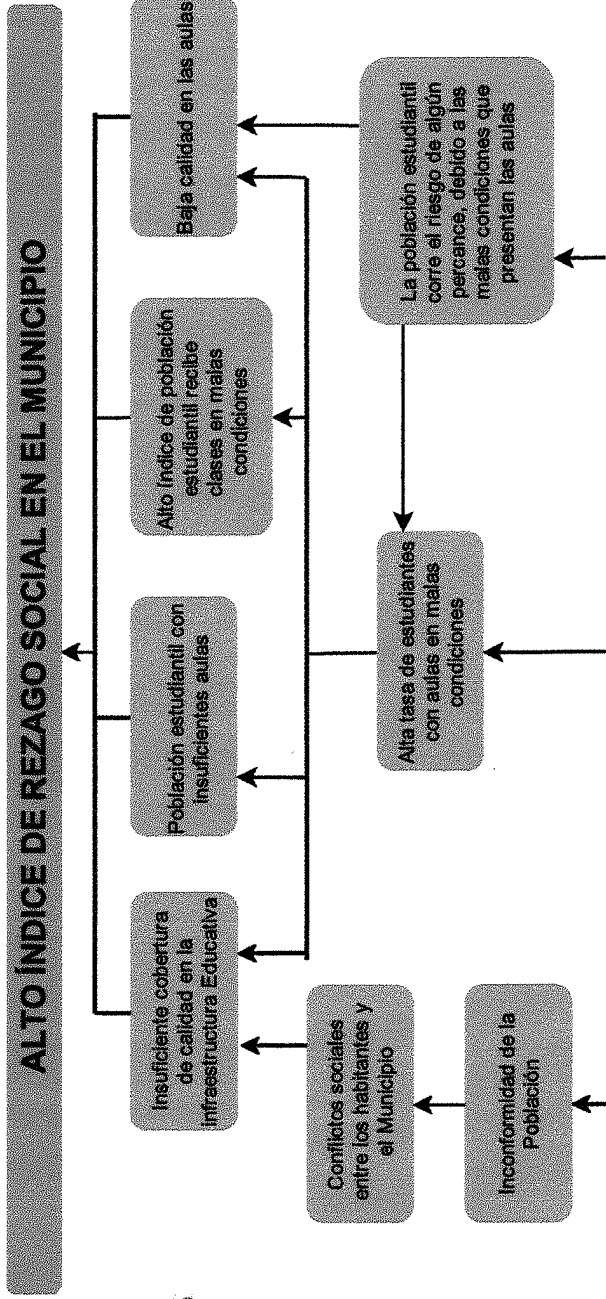 ALTO ÍNDICE DE REZAGO SOCIAL EN EL MUNICIPIO
Insuficiente cobertura
de calidad en la
infraestructura Educativa
Población estudiantil con
insuficientes aulas
Alto índice de población
estudiantil recibe
clases en malas
condiciones
Baja calidad en las aulas
Conflictos sociales
entre los habitantes y
el Municipio
Alta tasa de estudiantes
con aulas en malas
condiciones
La población estudiantil
corre el riesgo de algún
percance, debido a las
malas condiciones que
presentan las aulas
Inconformidad de la
Población